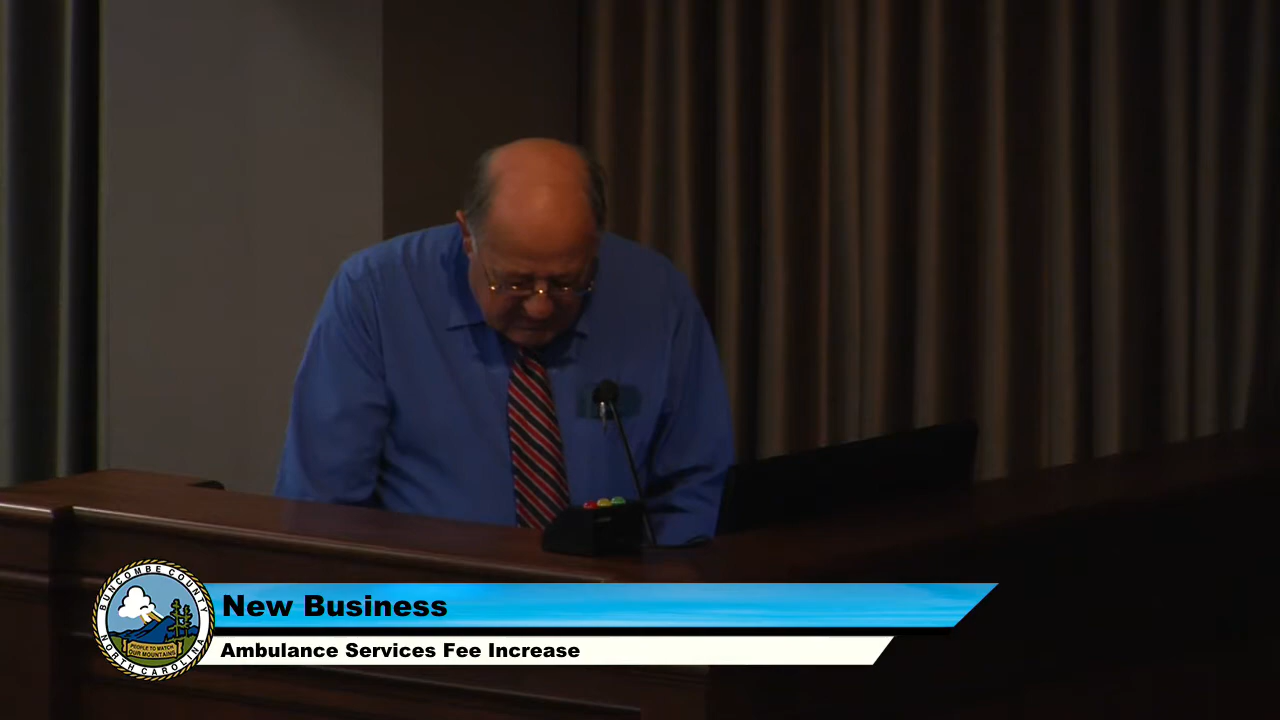 New Business
Ambulance Services Fee Increase
BUNCOMBE COUNTY
NORTH CAROLINA
PEOPLE TO MATCH
OUR MOUNTAINS